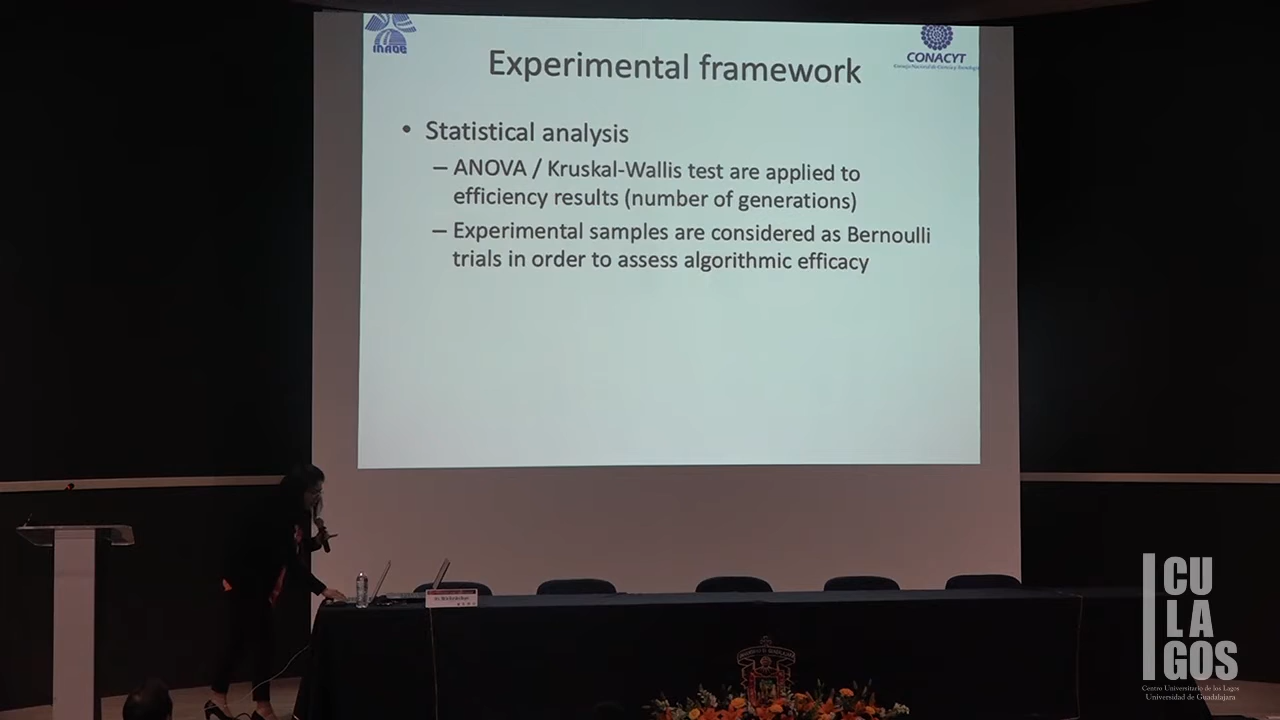 INAOE
CONACYT
Experimental framework
• Statistical analysis
– ANOVA / Kruskal-Wallis test are applied to
efficiency results (number of generations)
– Experimental samples are considered as Bernoulli
trials in order to assess algorithmic efficacy
CU
LA
GOS
Centro Universitario de los Lagos
Universidad de Guadalajara